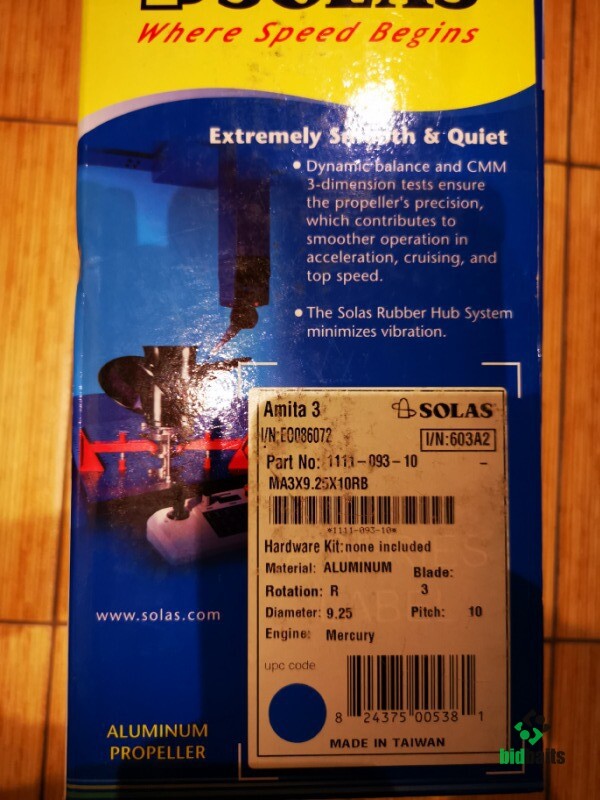 SOLAS
Where Speed Begins
Extremely Smooth & Quiet
• Dynamic balance and CMM
3-dimension tests ensure
the propeller's precision,
which contributes to
smoother operation in
acceleration, cruising, and
top speed.
• The Solas Rubber Hub System
minimizes vibration.
Amita 3 SOLAS
I/N:E0086072 I/N:603A2
Part No: 1111-093-10 -
MA3X9.25X10RB
*1111-093-10*
Hardware Kit:none included
Material: ALUMINUM Blade:
Rotation: R 3
Diameter: 9.25 Pitch: 10
Engine: Mercury
upc code
8 24375 00538 1
MADE IN TAIWAN
www.solas.com
ALUMINUM
PROPELLER
bidbaits